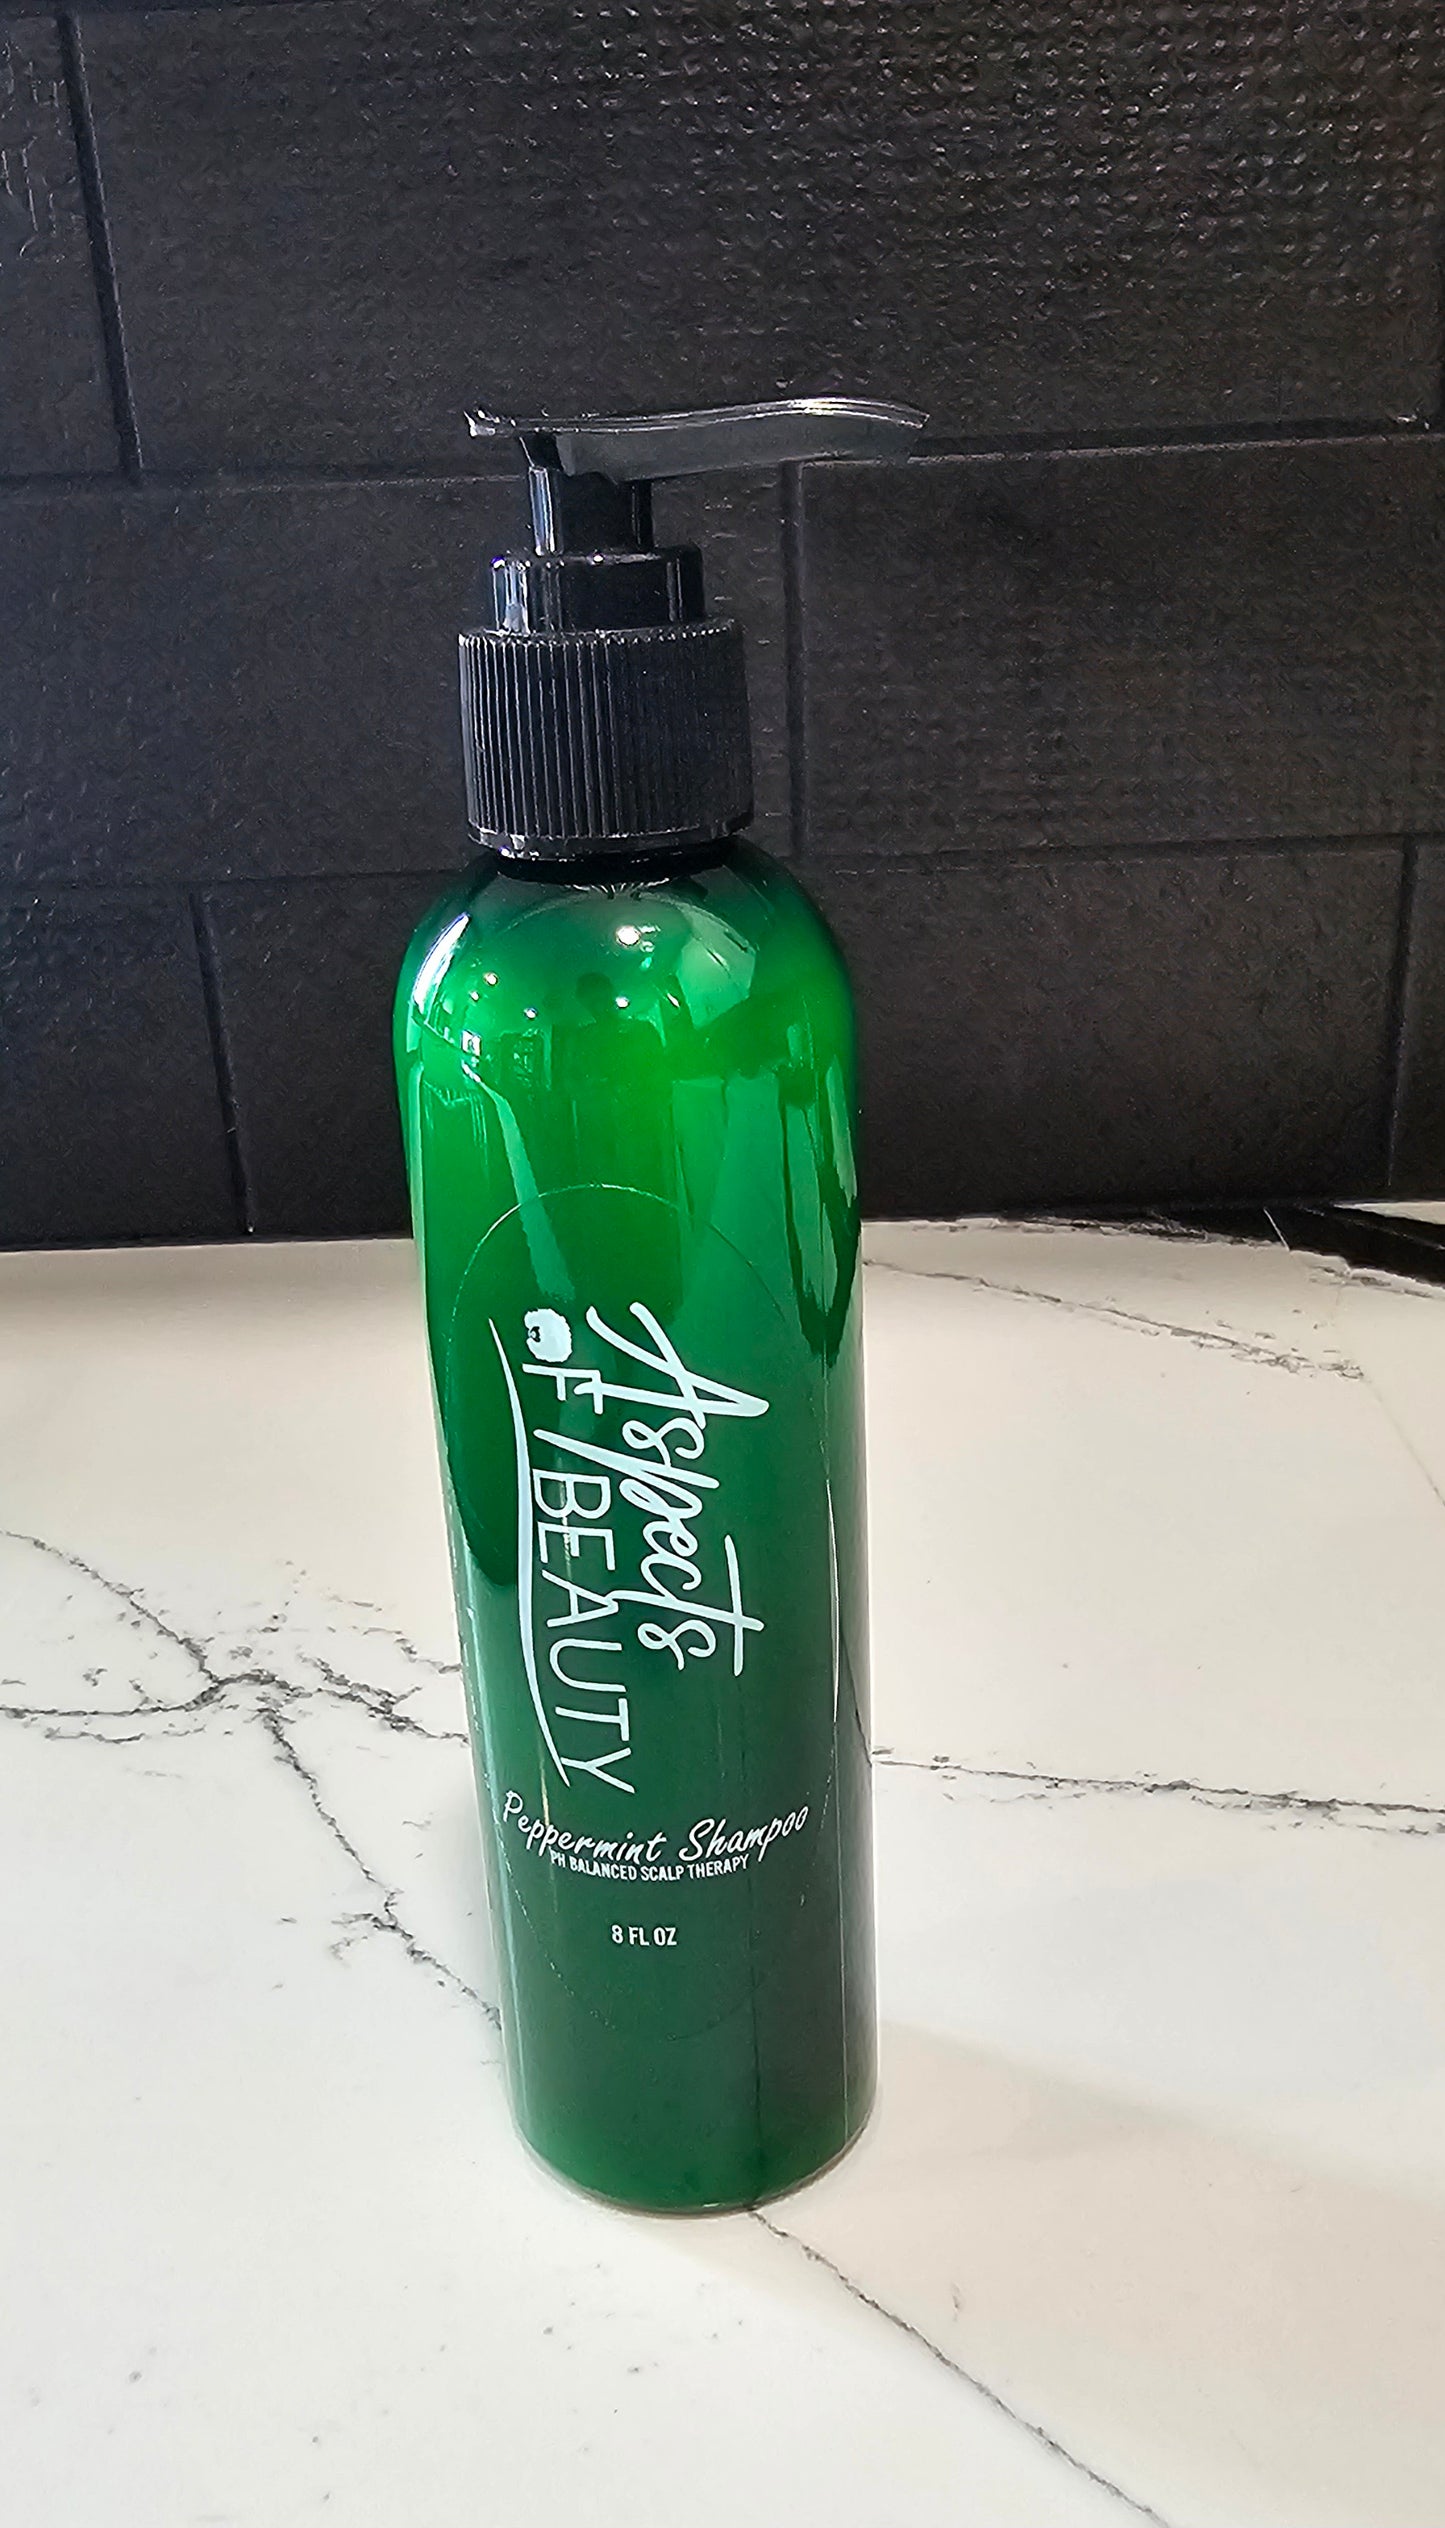 Aspects
OF BEAUTY
Peppermint Shampoo
PH BALANCED SCALP THERAPY
8 FL OZ